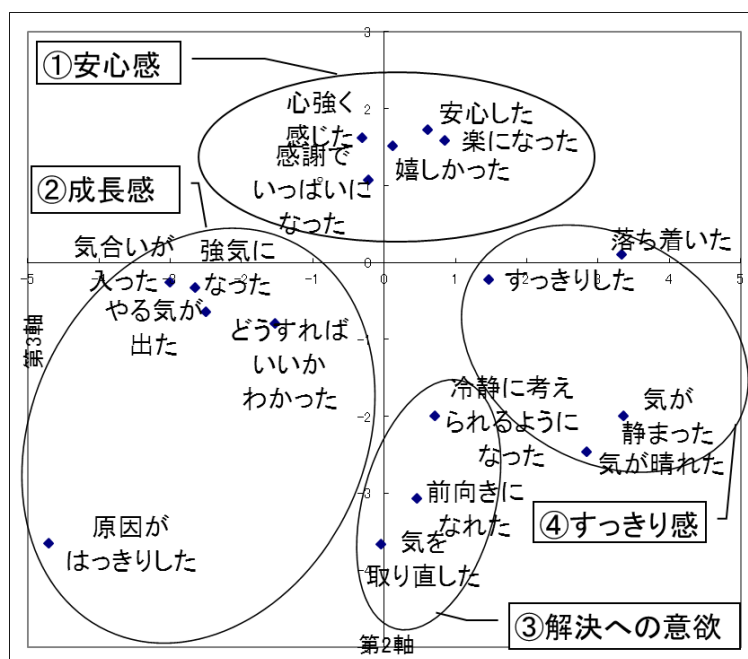 ①安心感
3
心強く
感じた
2
安心した
楽になった
嬉しかった
感謝で
いっぱいに
なった
1
②成長感
落ち着いた
気合いが
入った
強気に
なった
0
-5
-4
-3
-2
-1
0
1
2
3
4
5
すっきりした
やる気が
出た
どうすれば
いいか
わかった
-1
第3軸
冷静に考え
られるように
なった
-2
気が
静まった
気が晴れた
前向きに
なれた
-3
④すっきり感
原因が
はっきりした
気を
取り直した
-4
③解決への意欲
第2軸